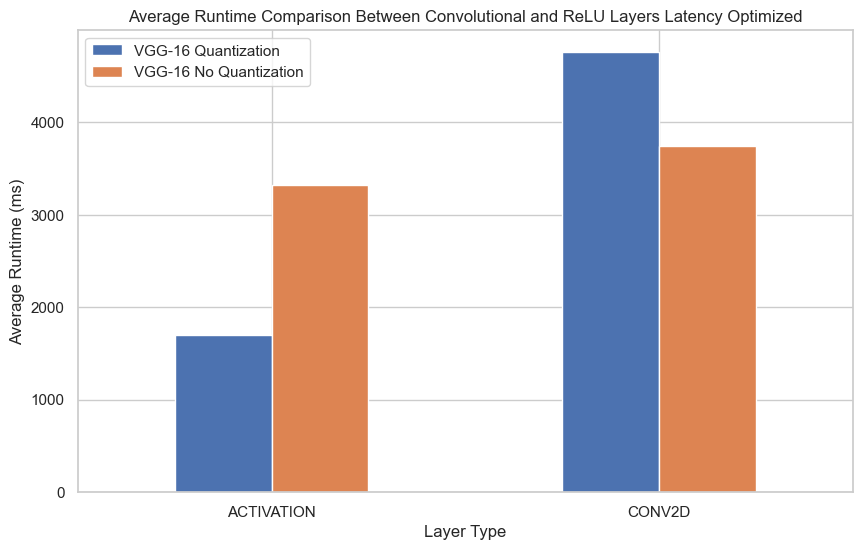 Average Runtime Comparison Between Convolutional and ReLU Layers Latency Optimized
VGG-16 Quantization
VGG-16 No Quantization
4000
3000
2000
1000
0
Average Runtime (ms)
ACTIVATION
CONV2D
Layer Type